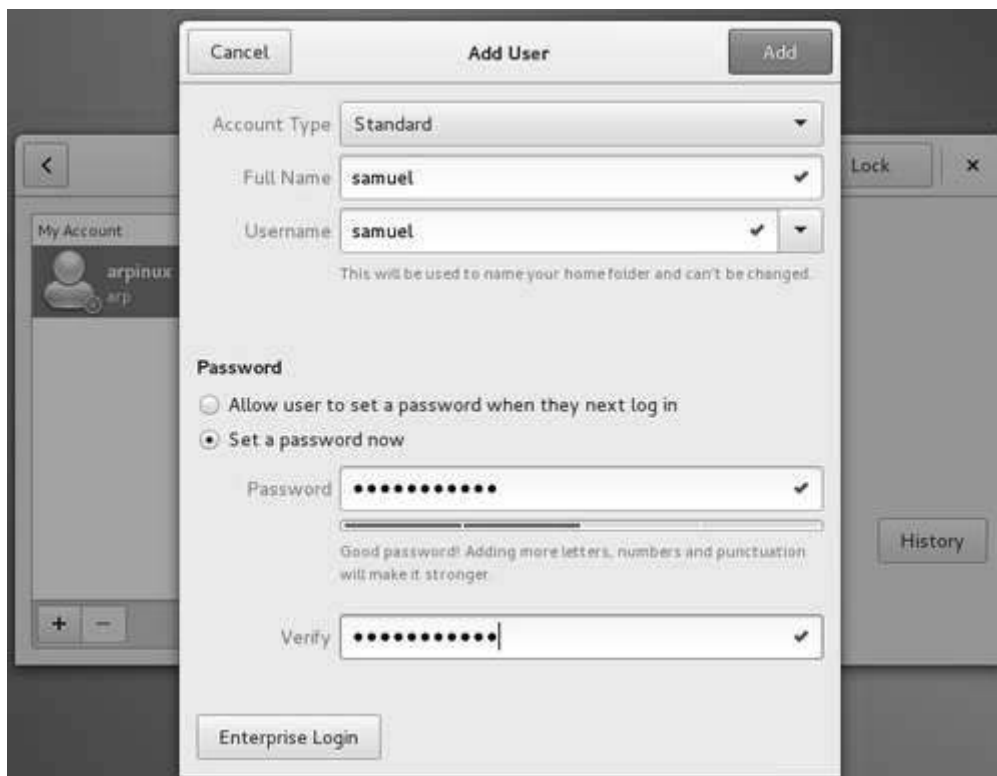 Cancel
Add User
Add
Account Type
Standard
Full Name
samuel
Username
samuel
This will be used to name your home folder and can't be changed.
Password
Allow user to set a password when they next log in
Set a password now
Password
Good password! Adding more letters, numbers and punctuation
will make it stronger.
Verify
Enterprise Login
My Account
arpinux
arp
Lock
History